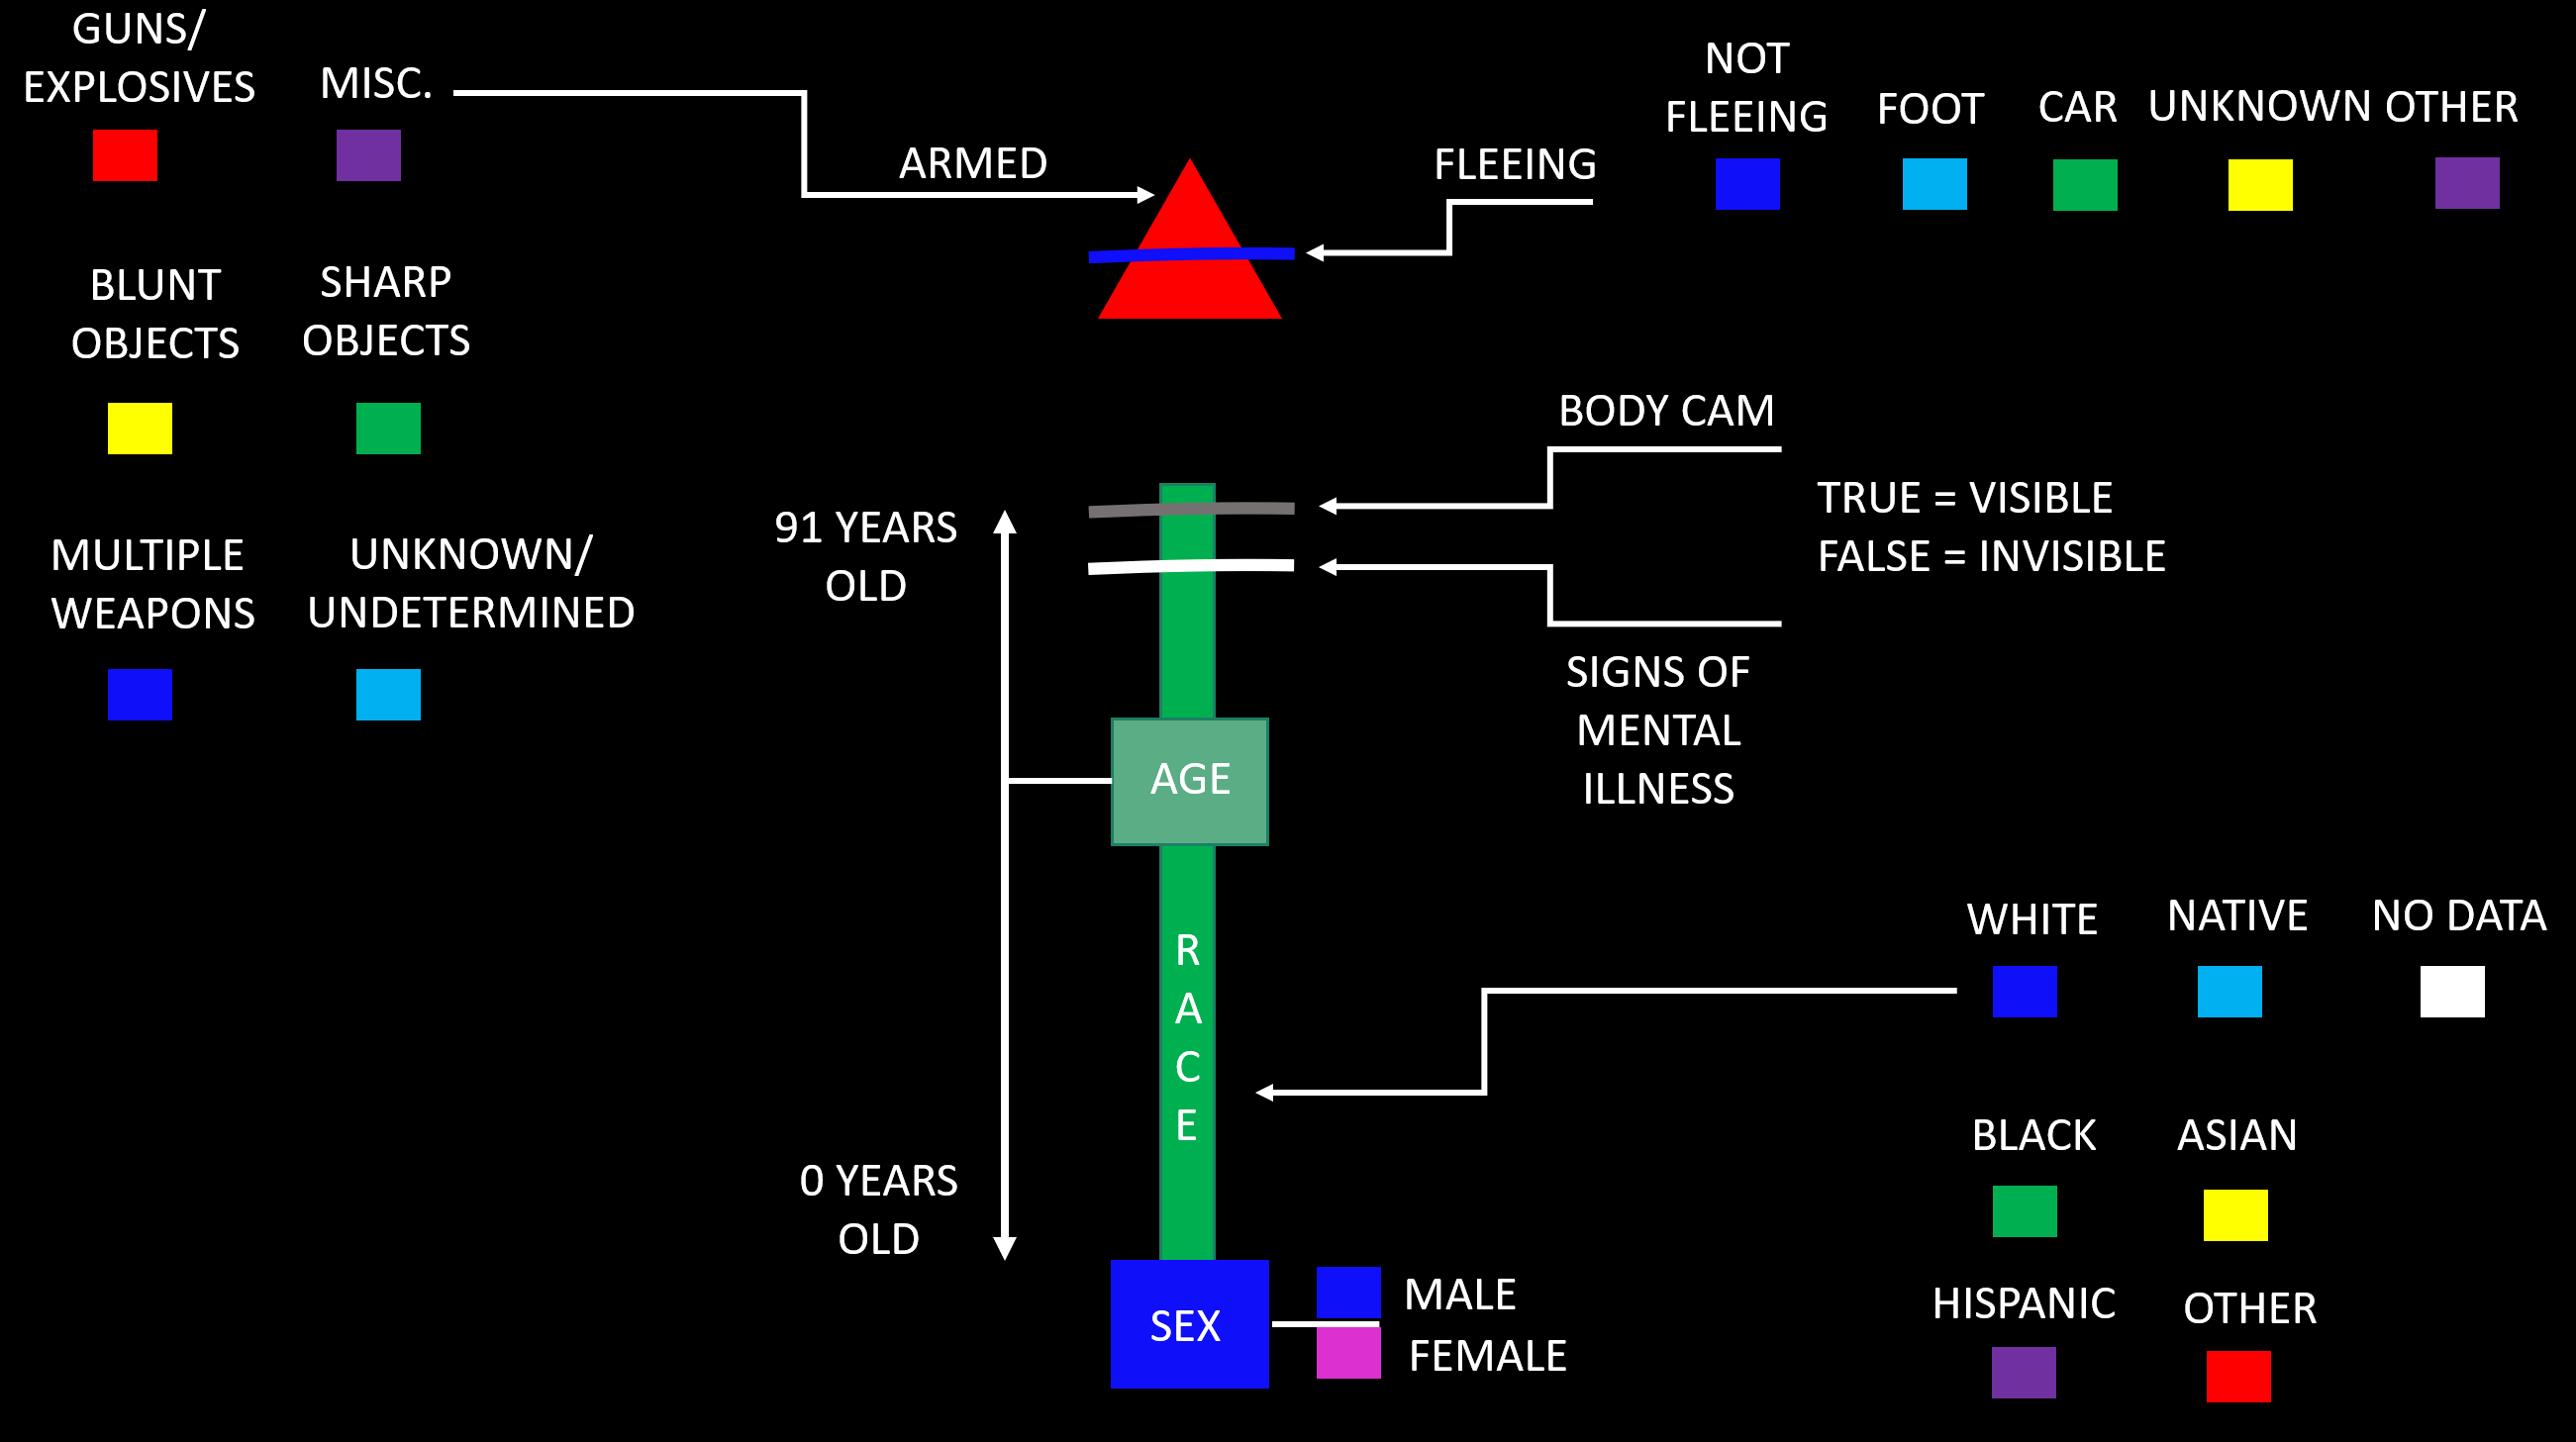 GUNS/
EXPLOSIVES
MISC.
BLUNT
OBJECTS
SHARP
OBJECTS
MULTIPLE
WEAPONS
UNKNOWN/
UNDETERMINED
ARMED
FLEEING
NOT
FLEEING
FOOT
CAR
UNKNOWN
OTHER
BODY CAM
TRUE = VISIBLE
FALSE = INVISIBLE
SIGNS OF
MENTAL
ILLNESS
91 YEARS
OLD
AGE
RACE
0 YEARS
OLD
SEX
MALE
FEMALE
WHITE
NATIVE
NO DATA
BLACK
ASIAN
HISPANIC
OTHER